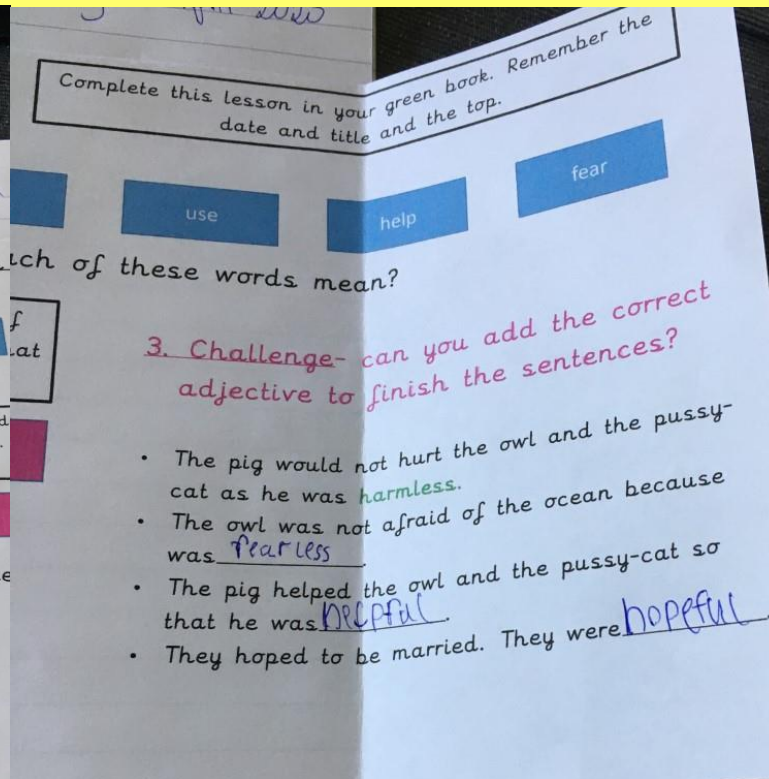 2020
Complete this lesson in your green book. Remember the
date and title and the top.
use
help
fear
ich of these words mean?
f
at
3. Challenge- can you add the correct
adjective to finish the sentences?
• The pig would not hurt the owl and the pussy-
cat as he was harmless.
• The owl was not afraid of the ocean because
was fearless.
• The pig helped the owl and the pussy-cat so
that he was helpful.
• They hoped to be married. They were hopeful.